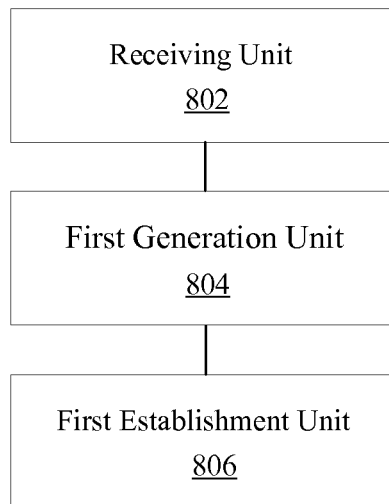 Receiving Unit
802
First Generation Unit
804
First Establishment Unit
806